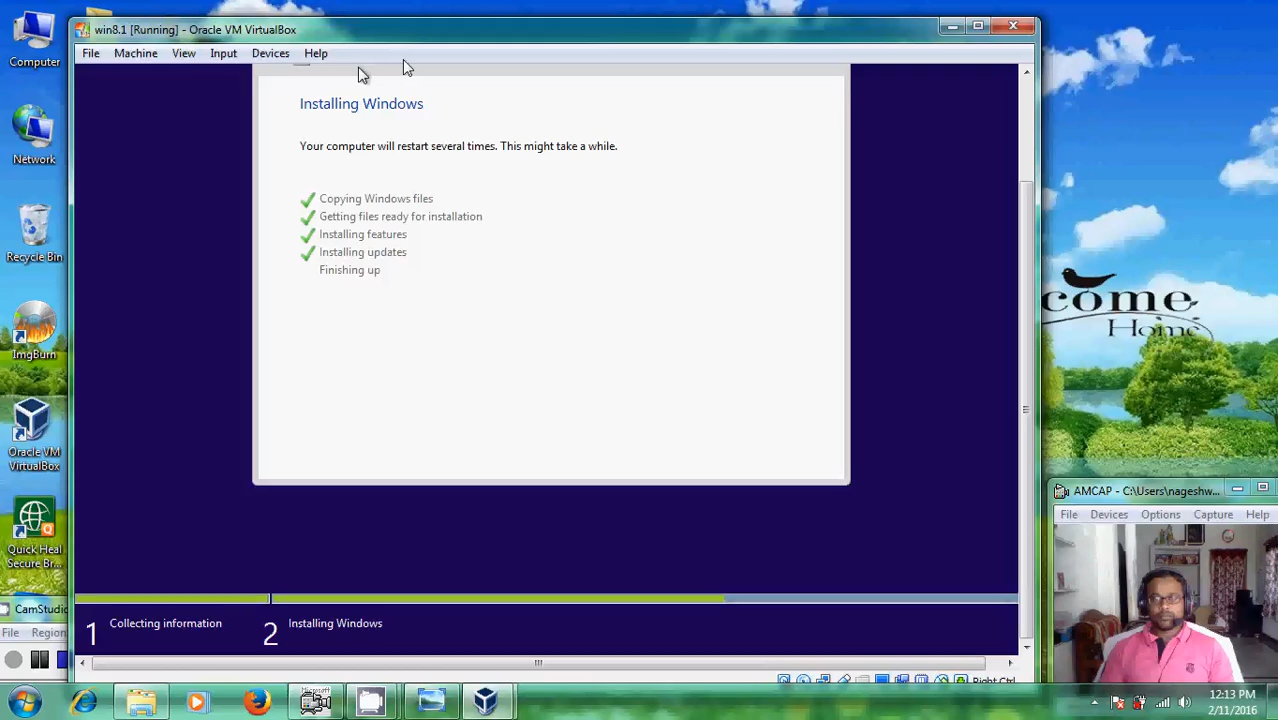 win8.1 [Running] - Oracle VM VirtualBox
File Machine View Input Devices Help
Installing Windows
Your computer will restart several times. This might take a while.
Copying Windows files
Getting files ready for installation
Installing features
Installing updates
Finishing up
1 Collecting information
2 Installing Windows
Right Ctrl
Computer
Network
Recycle Bin
ImgBurn
Oracle VM
VirtualBox
Quick Heal
Secure Br...
CamStudio
File Region
come
Home
AMCAP - C:\Users\nageshw...
File Devices Options Capture Help
12:13 PM
2/11/2016